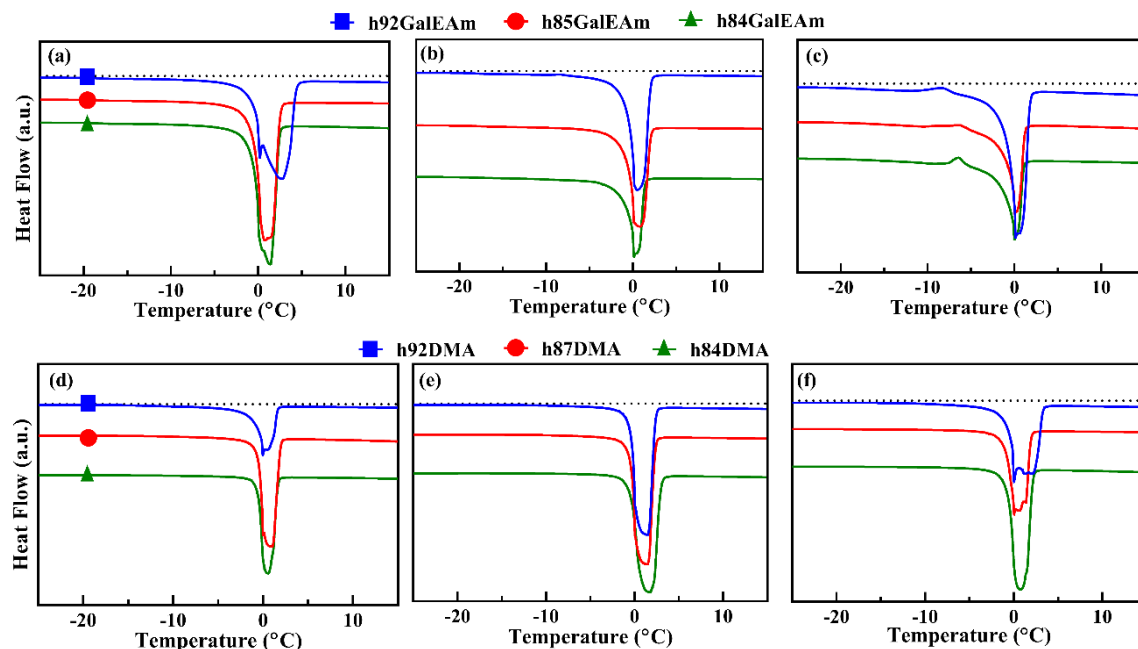 h92GalEAm h85GalEAm h84GalEAm
(a) (b) (c)
Heat Flow (a.u.)
-20 -10 0 10 -20 -10 0 10 -20 -10 0 10
Temperature (°C) Temperature (°C) Temperature (°C)
h92DMA h87DMA h84DMA
(d) (e) (f)
Heat Flow (a.u.)
-20 -10 0 10 -20 -10 0 10 -20 -10 0 10
Temperature (°C) Temperature (°C) Temperature (°C)